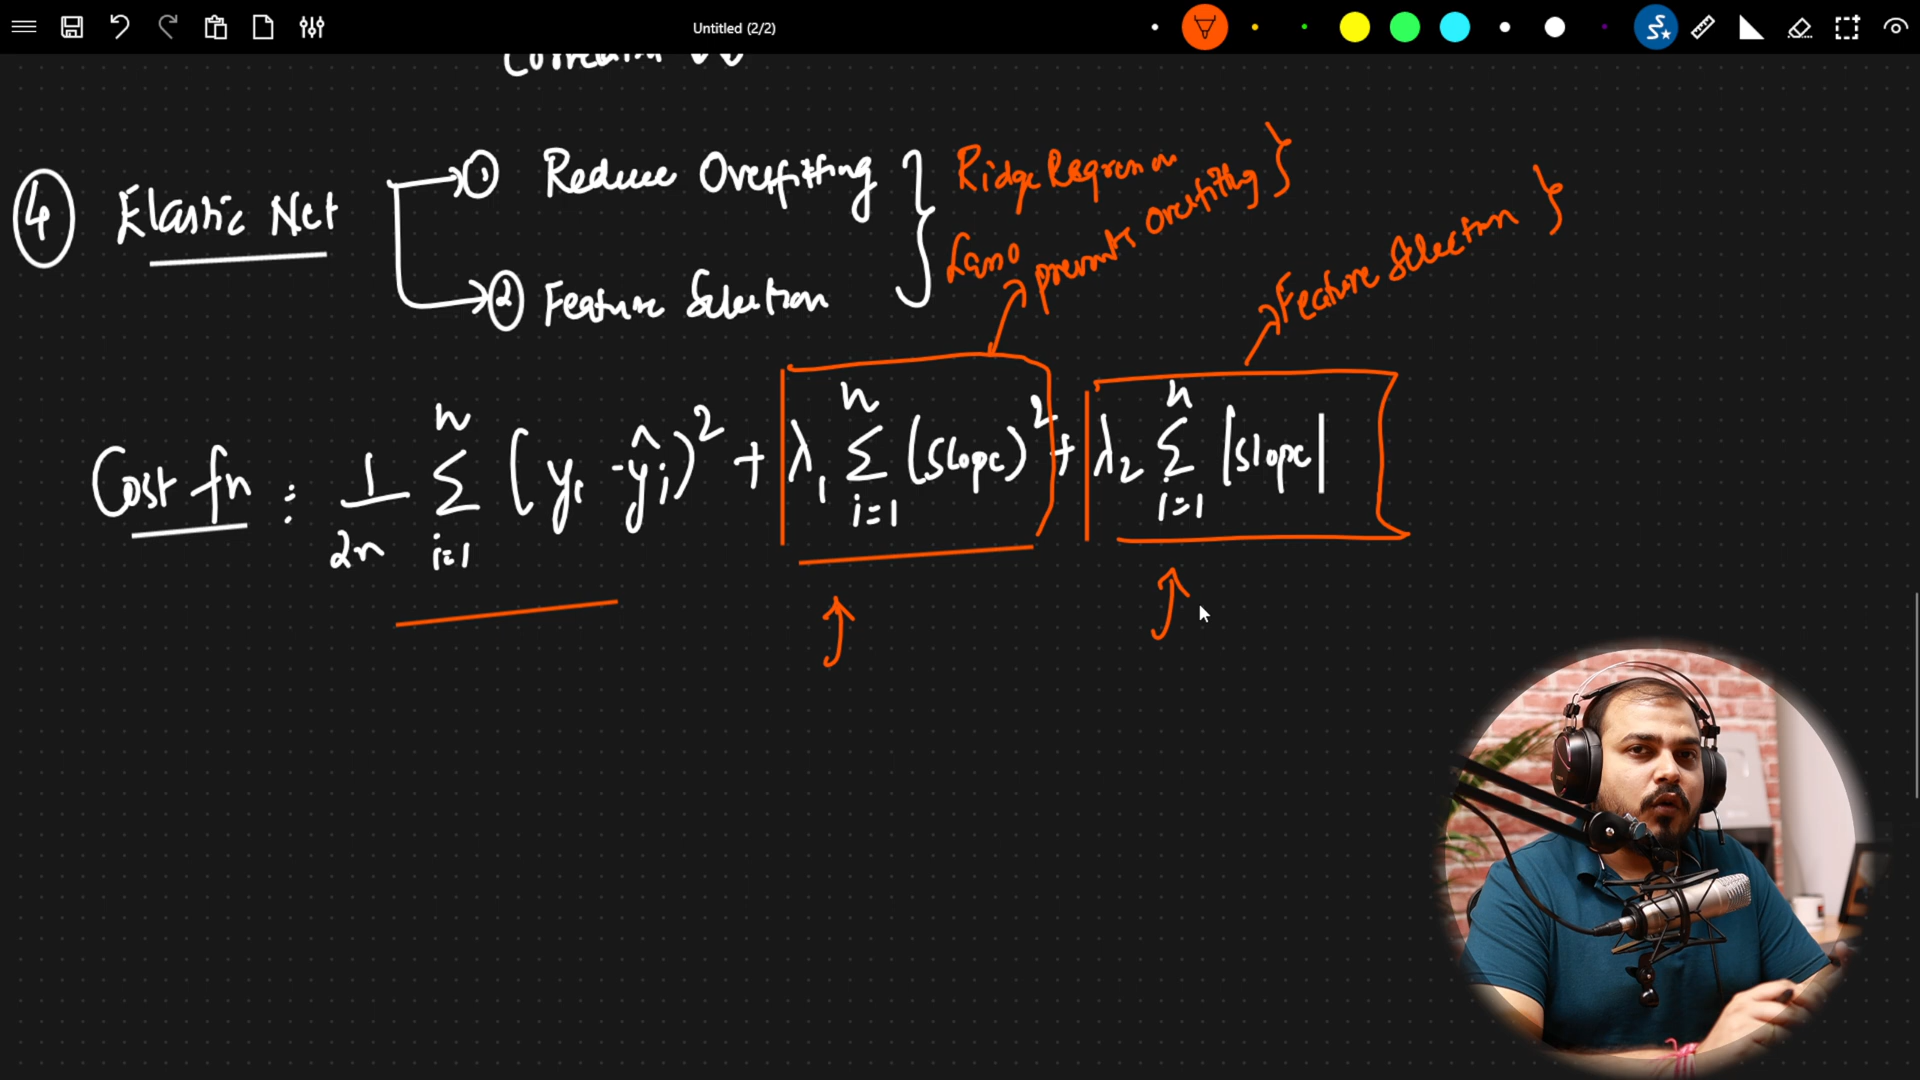 Untitled (2/2)
④ Elastic Net → ① Reduce Overfitting } Ridge Regression
Lasso
prevents Overfitting }
② Feature Selection
Feature Selection }
Cost fn : 1/2n n Σ i=1 (yi - ŷi)² + λ1 n Σ i=1 (slope)² + λ2 n Σ i=1 |slope|